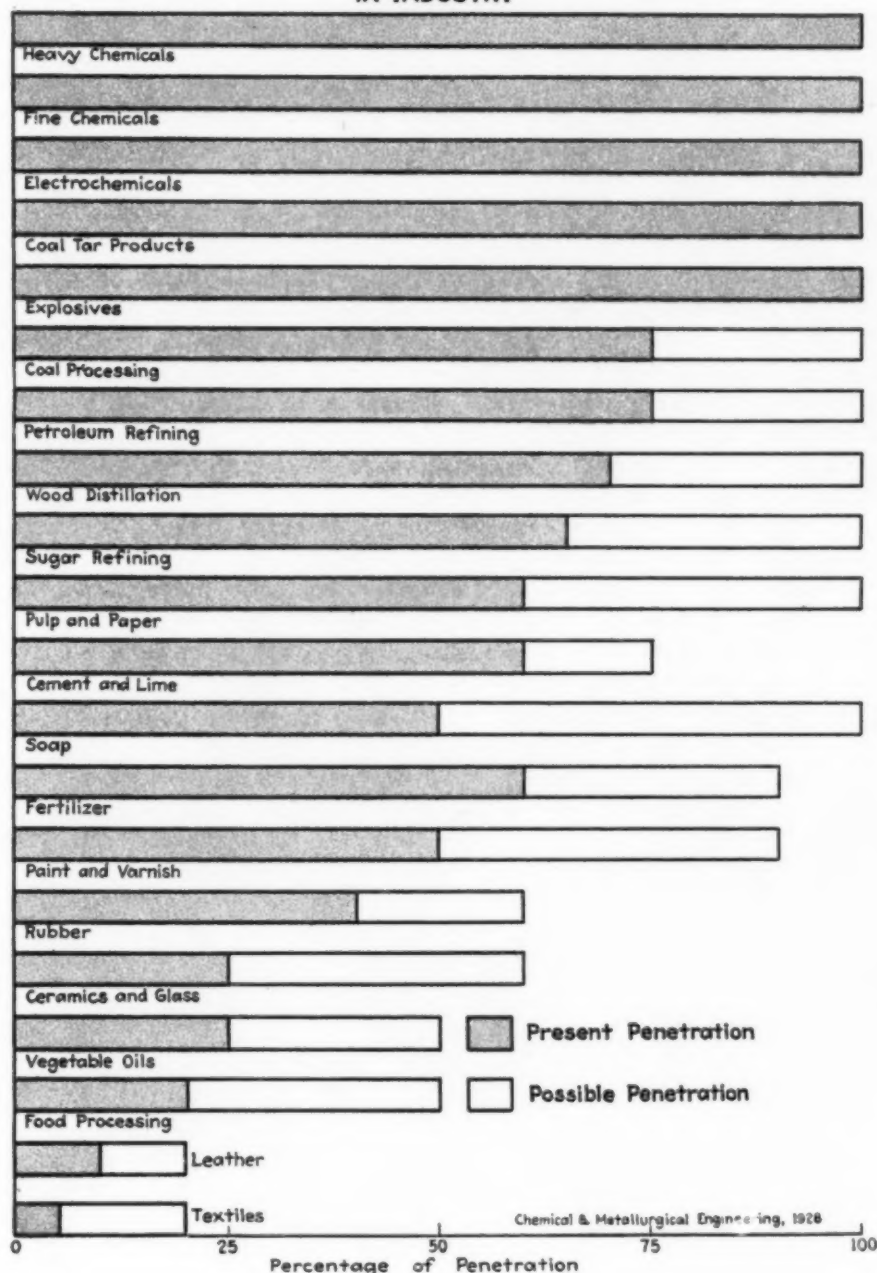 Heavy Chemicals
Fine Chemicals
Electrochemicals
Coal Tar Products
Explosives
Coal Processing
Petroleum Refining
Wood Distillation
Sugar Refining
Pulp and Paper
Cement and Lime
Soap
Fertilizer
Paint and Varnish
Rubber
Ceramics and Glass
Present Penetration
Vegetable Oils
Possible Penetration
Food Processing
Leather
Textiles
Chemical & Metallurgical Engineering, 1928
0 25 50 75 100
Percentage of Penetration